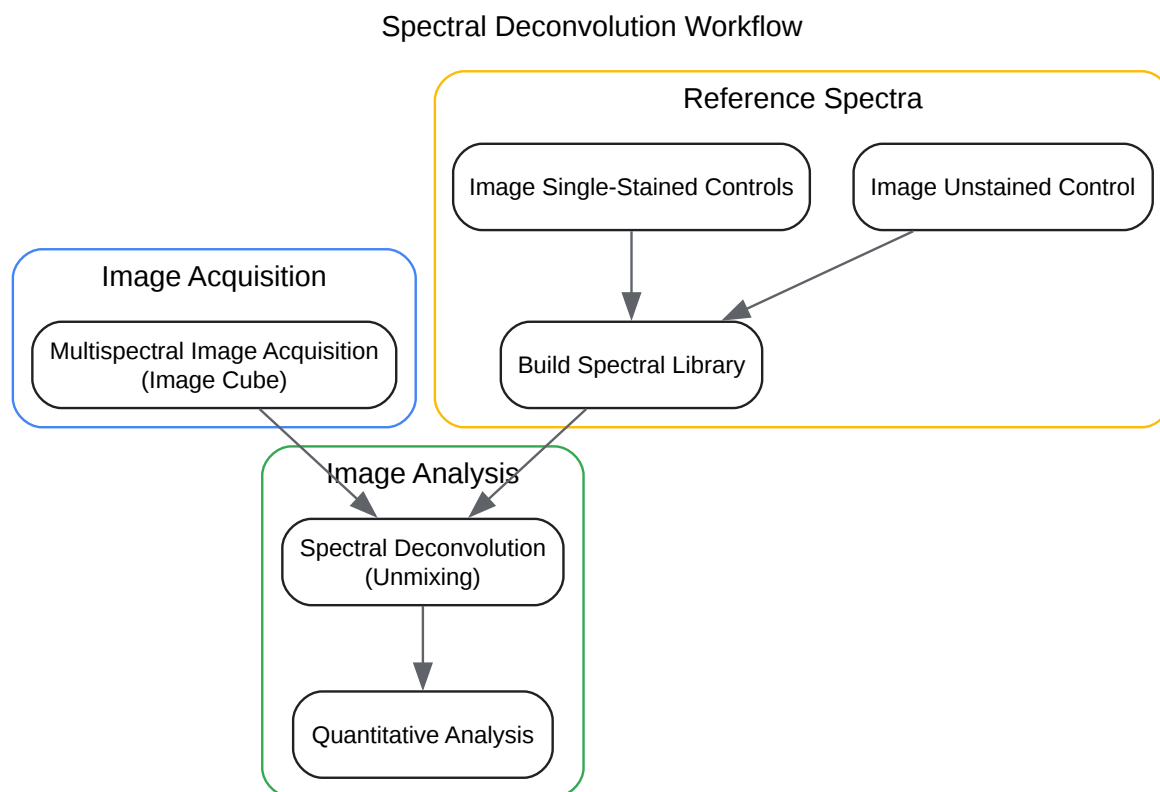 Spectral Deconvolution Workflow
Reference Spectra
Image Single-Stained Controls
Image Unstained Control
Image Acquisition
Multispectral Image Acquisition
(Image Cube)
Build Spectral Library
Image Analysis
Spectral Deconvolution
(Unmixing)
Quantitative Analysis